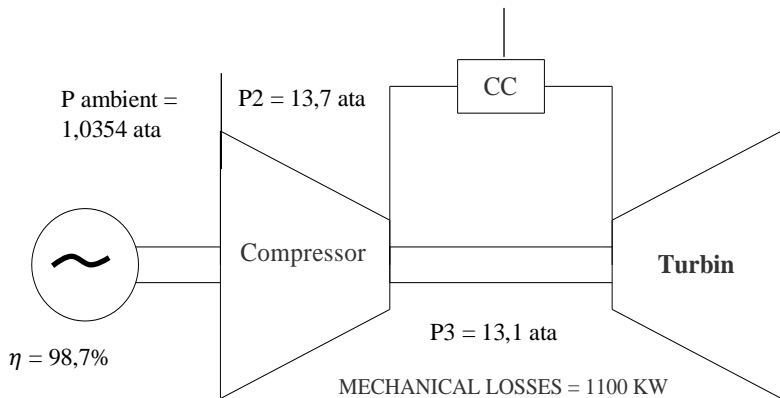 P ambient =
1,0354 ata
P2 = 13,7 ata
CC
Compressor
Turbin
P3 = 13,1 ata
η = 98,7%
MECHANICAL LOSSES = 1100 KW